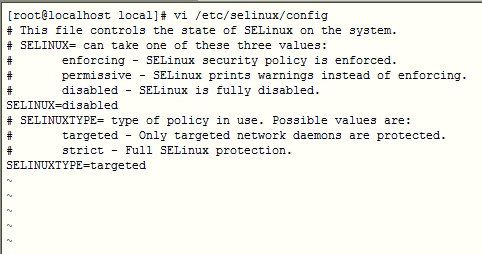 [root@localhost local]# vi /etc/selinux/config
# This file controls the state of SELinux on the system.
# SELINUX= can take one of these three values:
#       enforcing - SELinux security policy is enforced.
#       permissive - SELinux prints warnings instead of enforcing.
#       disabled - SELinux is fully disabled.
SELINUX=disabled
# SELINUXTYPE= type of policy in use. Possible values are:
#       targeted - Only targeted network daemons are protected.
#       strict - Full SELinux protection.
SELINUXTYPE=targeted
~
~
~
~
~